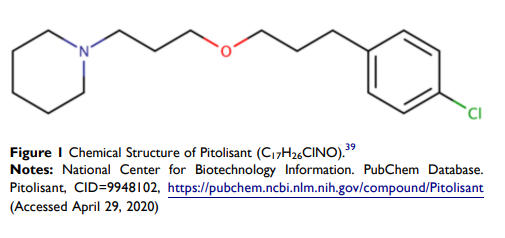 N
O
Cl
Figure 1 Chemical Structure of Pitolisant (C₁₇H₂₆ClNO).³⁹
Notes: National Center for Biotechnology Information. PubChem Database.
Pitolisant, CID=9948102, https://pubchem.ncbi.nlm.nih.gov/compound/Pitolisant
(Accessed April 29, 2020)